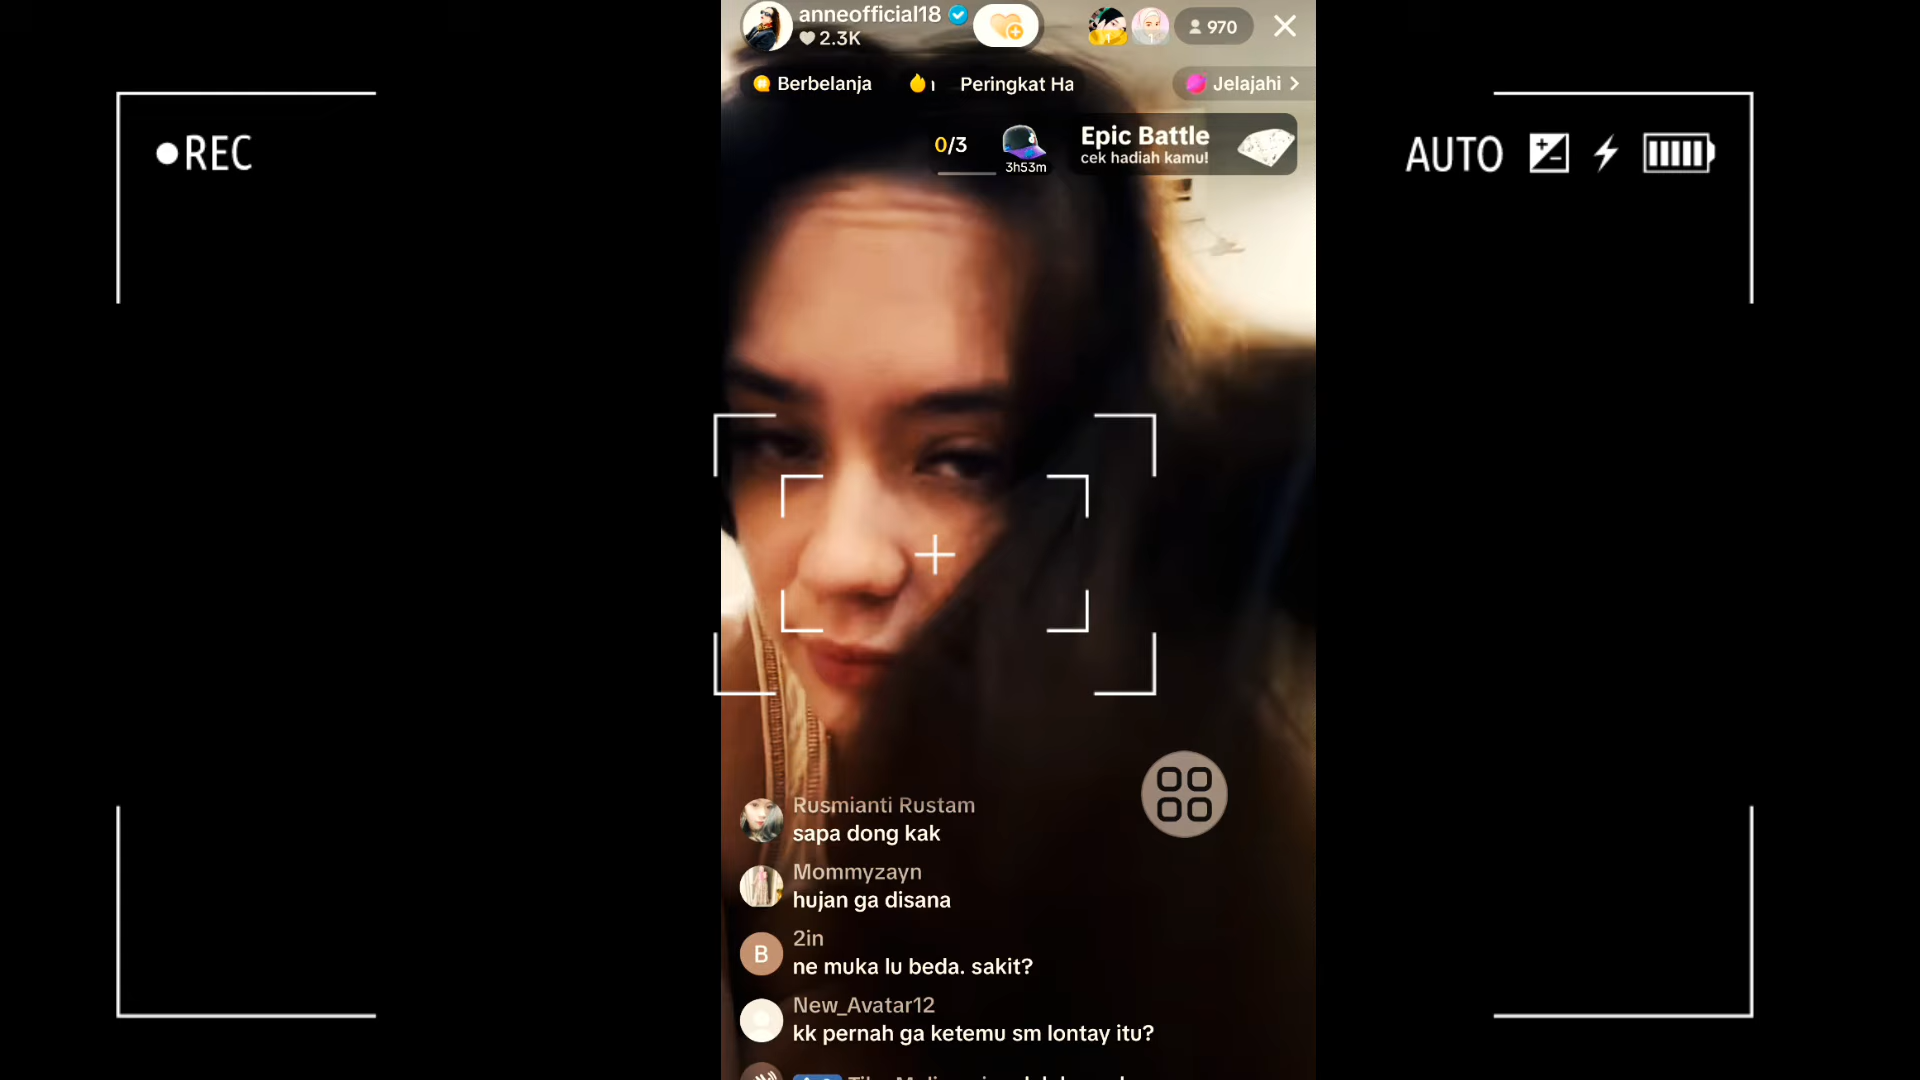 anneofficial18
2.3K
970
Berbelanja
Peringkat Ha
Jelajahi
0/3
3h53m
Epic Battle
cek hadiah kamu!
REC
AUTO
Rusmianti Rustam
sapa dong kak
Mommyzayn
hujan ga disana
B
2in
ne muka lu beda. sakit?
New_Avatar12
kk pernah ga ketemu sm lontay itu?